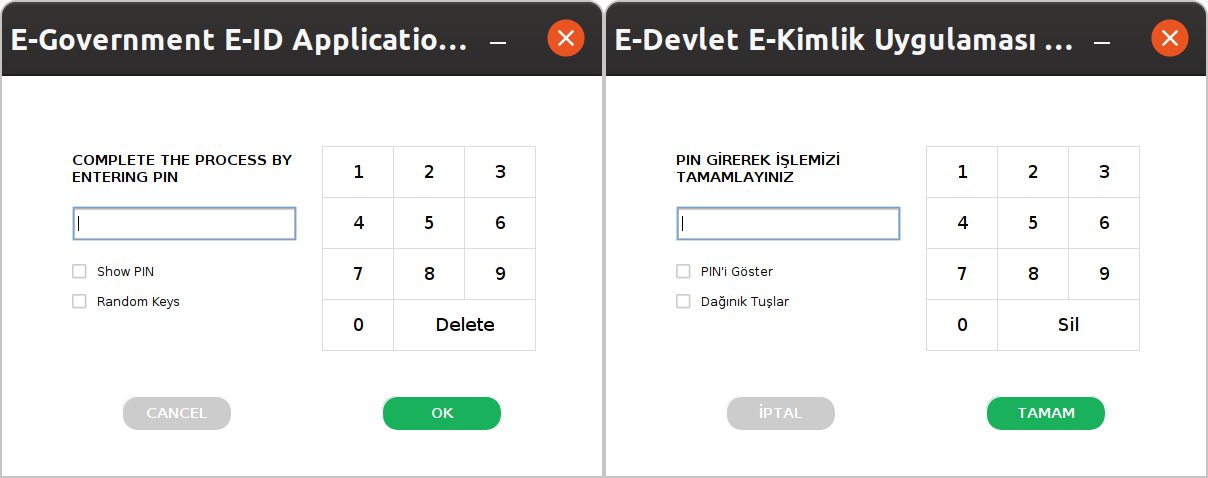 E-Government E-ID Applicatio...
COMPLETE THE PROCESS BY
ENTERING PIN
Show PIN
Random Keys
1 2 3
4 5 6
7 8 9
0 Delete
CANCEL OK
E-Devlet E-Kimlik Uygulaması ...
PIN GİREREK İŞLEMİZİ
TAMAMLAYINIZ
PIN'i Göster
Dağınık Tuşlar
1 2 3
4 5 6
7 8 9
0 Sil
İPTAL TAMAM